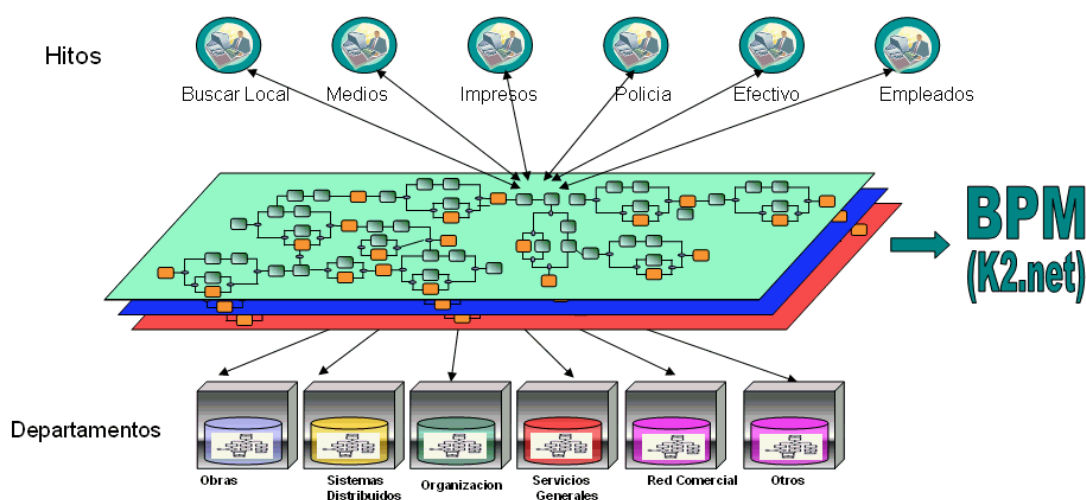 Hitos
Buscar Local
Medios
Impresos
Policia
Efectivo
Empleados
BPM
(K2.net)
Departamentos
Obras
Sistemas
Distribuidos
Organizacion
Servicios
Generales
Red Comercial
Otros